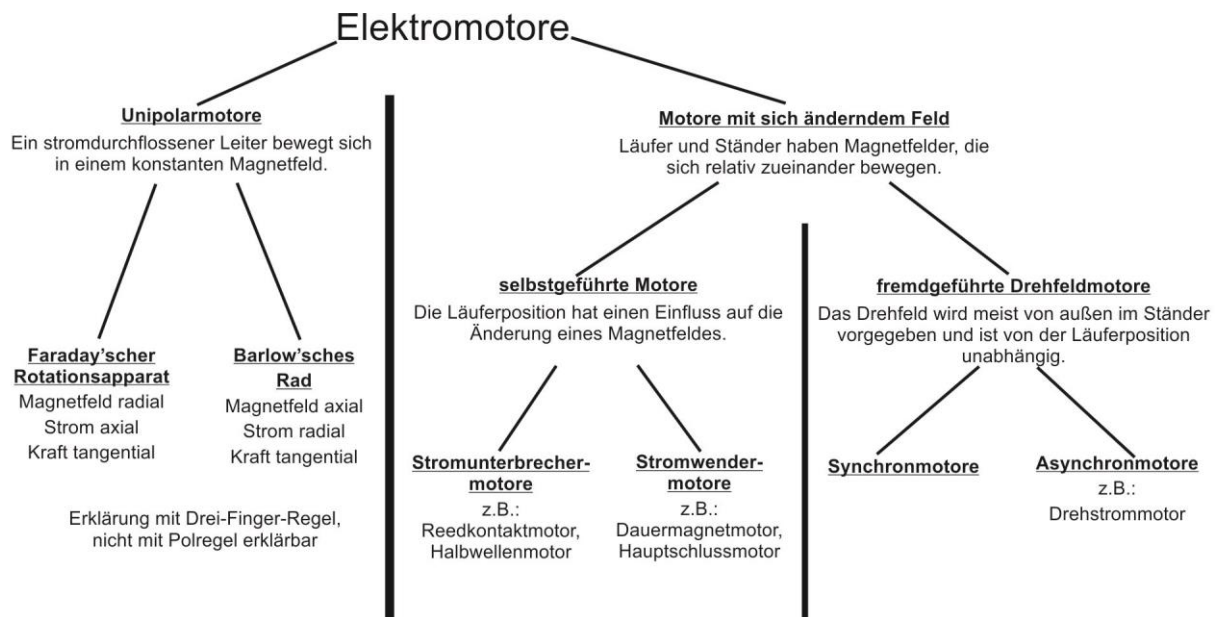 Elektromotore
Unipolarmotore
Ein stromdurchflossener Leiter bewegt sich
in einem konstanten Magnetfeld.
Faraday'scher
Rotationsapparat
Magnetfeld radial
Strom axial
Kraft tangential
Barlow'sches
Rad
Magnetfeld axial
Strom radial
Kraft tangential
Erklärung mit Drei-Finger-Regel,
nicht mit Polregel erklärbar
Motore mit sich änderndem Feld
Läufer und Ständer haben Magnetfelder, die
sich relativ zueinander bewegen.
selbstgeführte Motore
Die Läuferposition hat einen Einfluss auf die
Änderung eines Magnetfeldes.
Stromunterbrecher-
motore
z.B.:
Reedkontaktmotor,
Halbwellenmotor
Stromwender-
motore
z.B.:
Dauermagnetmotor,
Hauptschlussmotor
fremdgeführte Drehfeldmotore
Das Drehfeld wird meist von außen im Ständer
vorgegeben und ist von der Läuferposition
unabhängig.
Synchronmotore
Asynchronmotore
z.B.:
Drehstrommotor